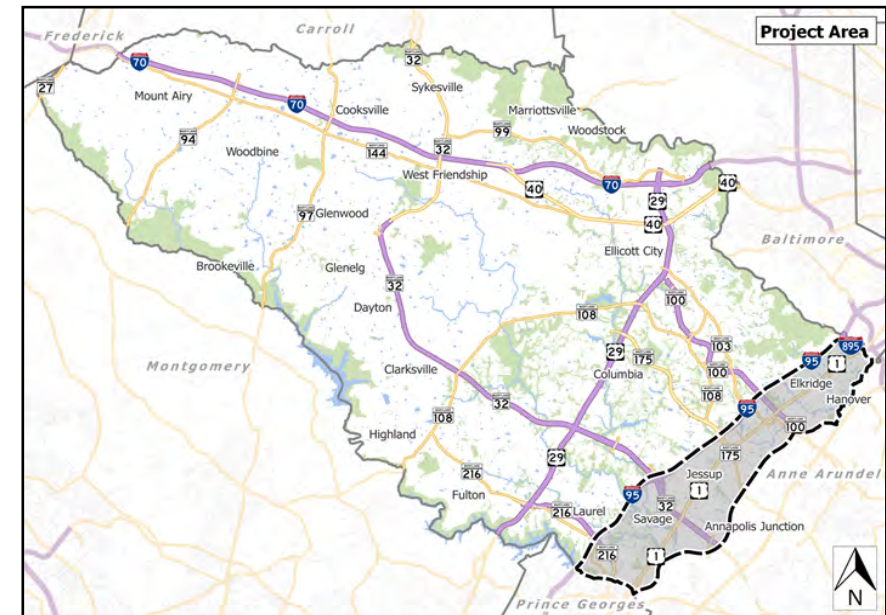 Project Area
Frederick
Carroll
Baltimore
Montgomery
Anne Arundel
Prince Georges
27
70
Mount Airy
94
70
Cooksville
32
Sykesville
Marriottsville
99
Woodstock
Woodbine
144
32
West Friendship
40
70
29
40
40
97
Glenwood
Ellicott City
Brookeville
Glenelg
32
Dayton
108
100
Clarksville
29
175
Columbia
103
100
108
95
895
1
Elkridge
Hanover
95
100
108
32
Highland
216
29
Fulton
175
Jessup
95
1
32
Laurel
Savage
216
Annapolis Junction
216
1
N